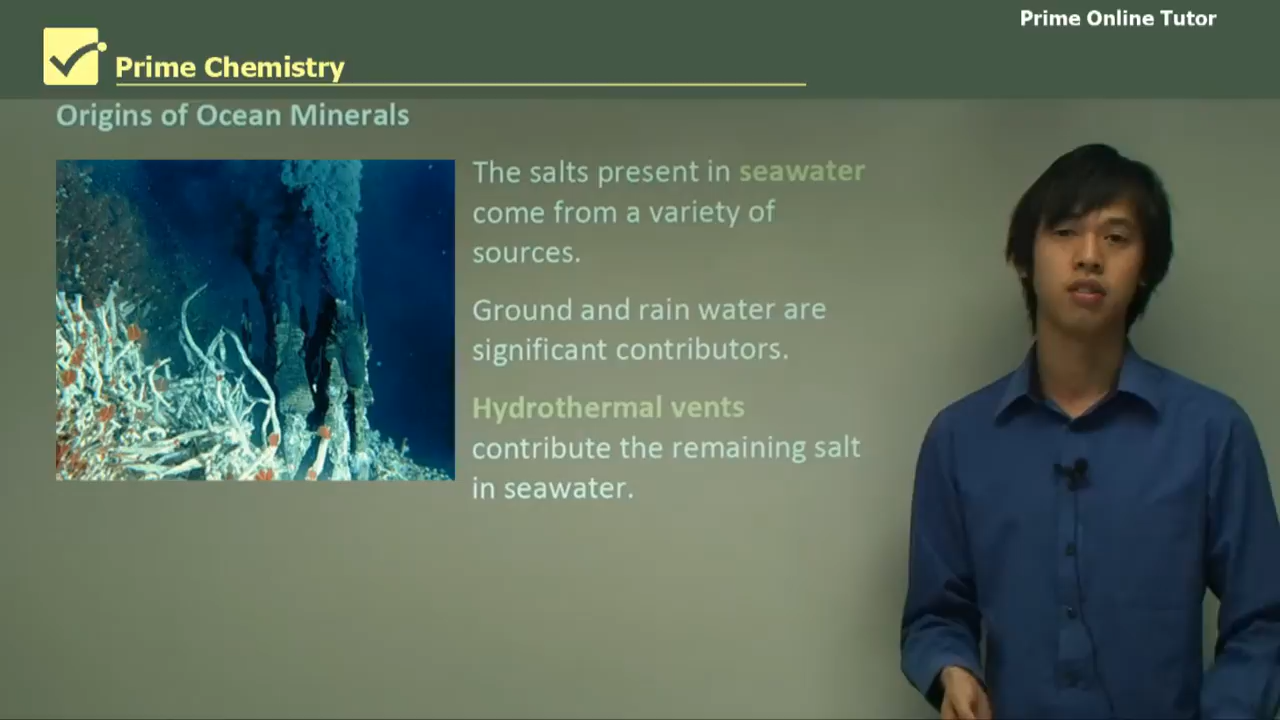 Prime Online Tutor
Prime Chemistry
Origins of Ocean Minerals
The salts present in seawater
come from a variety of
sources.
Ground and rain water are
significant contributors.
Hydrothermal vents
contribute the remaining salt
in seawater.